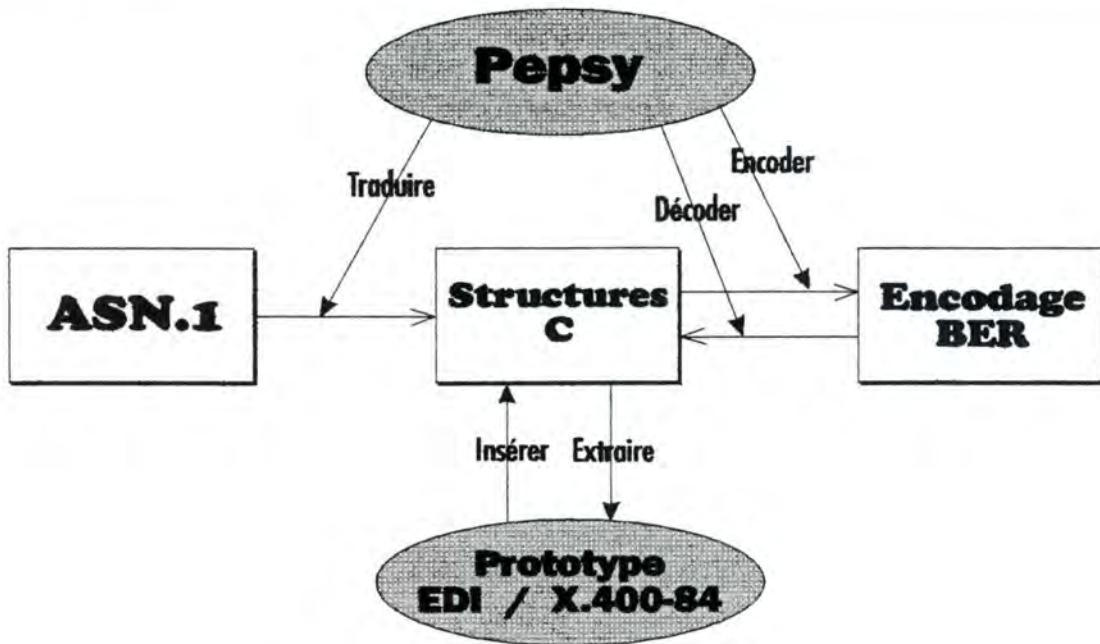 Pepsy
Encoder
Traduire
Décoder
ASN.1
Structures
C
Encodage
BER
Insérer
Extraire
Prototype
EDI / X.400-84